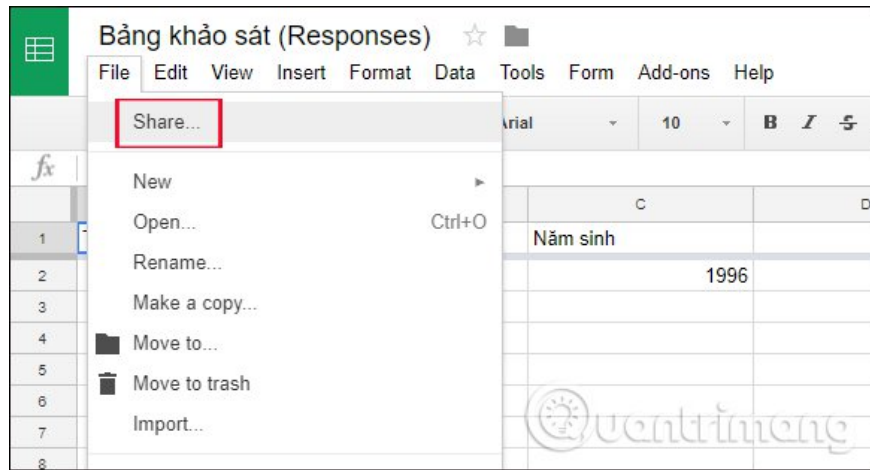 Bảng khảo sát (Responses)
File Edit View Insert Format Data Tools Form Add-ons Help
Share...
Arial 10 B I S
fx
New
C D
Open... Ctrl+O
1 Năm sinh
Rename...
2 1996
Make a copy...
3
4
Move to...
5
Move to trash
6
Import...
7
Quantrimang
8